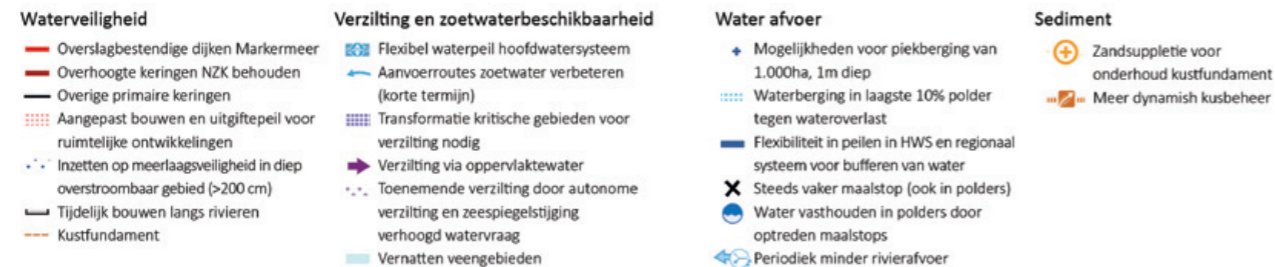 Waterveiligheid
Overslagbestendige dijken Markermeer
Overhoogte keringen NZK behouden
Overige primaire keringen
Aangepast bouwen en uitgiftepeil voor
ruimtelijke ontwikkelingen
Inzetten op meerlaagsveiligheid in diep
overstroombaar gebied (>200 cm)
Tijdelijk bouwen langs rivieren
Kustfundament
Verzilting en zoetwaterbeschikbaarheid
Flexibel waterpeil hoofdwatersysteem
Aanvoerroutes zoetwater verbeteren
(korte termijn)
Transformatie kritische gebieden voor
verzilting nodig
Verzilting via oppervlaktewater
Toenemende verzilting door autonome
verzilting en zeespiegelstijging
verhoogd watervraag
Vernatten veengebieden
Water afvoer
Mogelijkheden voor piekberging van
1.000ha, 1m diep
Waterberging in laagste 10% polder
tegen wateroverlast
Flexibiliteit in peilen in HWS en regionaal
systeem voor bufferen van water
Steeds vaker maalstop (ook in polders)
Water vasthouden in polders door
optreden maalstops
Periodiek minder rivierafvoer
Sediment
Zandsuppletie voor
onderhoud kustfundament
Meer dynamish kusbeheer